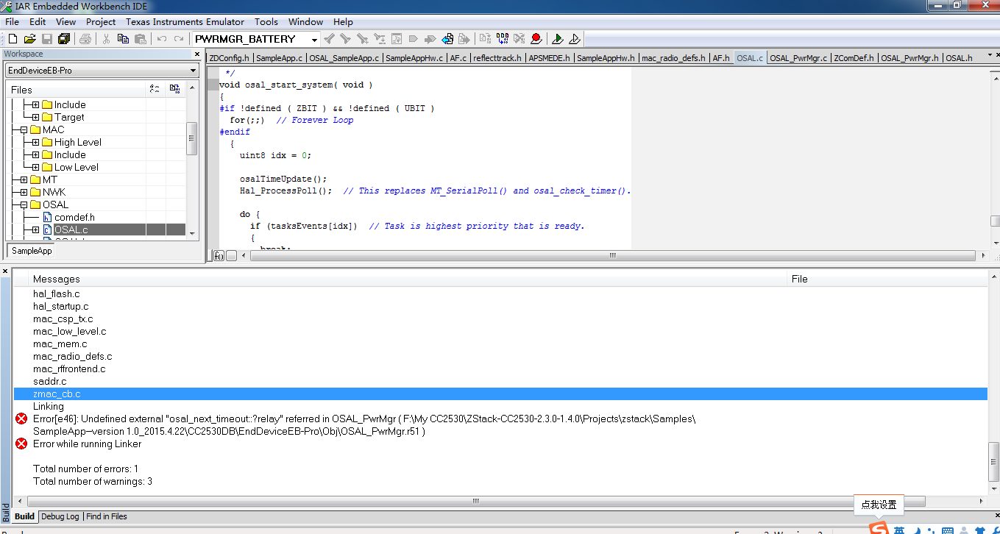 IAR Embedded Workbench IDE
File Edit View Project Texas Instruments Emulator Tools Window Help
PWRMGR_BATTERY
Workspace
EndDeviceEB-Pro
Files
Include
Target
MAC
High Level
Include
Low Level
MT
NWK
OSAL
comdef.h
OSAL.c
SampleApp
ZDConfig.h SampleApp.c OSAL_SampleApp.c SampleAppHw.c AF.c reflecttrack.h APSMEDE.h SampleAppHw.h mac_radio_defs.h AF.h OSAL.c OSAL_PwrMgr.c ZComDef.h OSAL_PwrMgr.h OSAL.h
*/
void osal_start_system( void )
{
#if !defined ( ZBIT ) && !defined ( UBIT )
for(;;) // Forever Loop
#endif
{
uint8 idx = 0;
osalTimeUpdate();
Hal_ProcessPoll(); // This replaces MT_SerialPoll() and osal_check_timer().
do {
if (tasksEvents[idx]) // Task is highest priority that is ready.
{
break;
f()
Messages File
hal_flash.c
hal_startup.c
mac_csp_tx.c
mac_low_level.c
mac_mem.c
mac_radio_defs.c
mac_rffrontend.c
saddr.c
zmac_cb.c
Linking
Error[e46]: Undefined external "osal_next_timeout::?relay" referred in OSAL_PwrMgr ( F:\My CC2530\ZStack-CC2530-2.3.0-1.4.0\Projects\zstack\Samples\
SampleApp--version 1.0_2015.4.22\CC2530DB\EndDeviceEB-Pro\Obj\OSAL_PwrMgr.r51 )
Error while running Linker
Total number of errors: 1
Total number of warnings: 3
Build
Build Debug Log Find in Files
点我设置
英